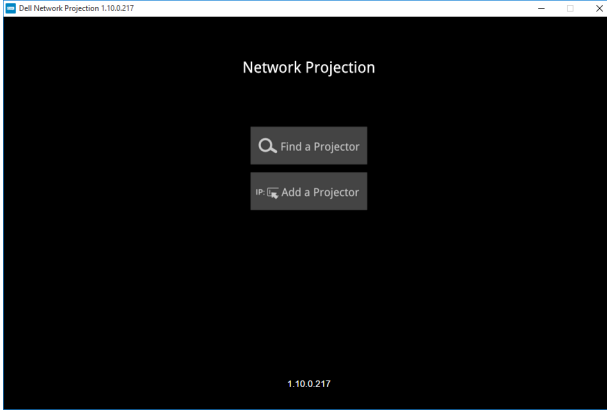 Dell Network Projection 1.10.0.217
Network Projection
Find a Projector
IP: Add a Projector
1.10.0.217